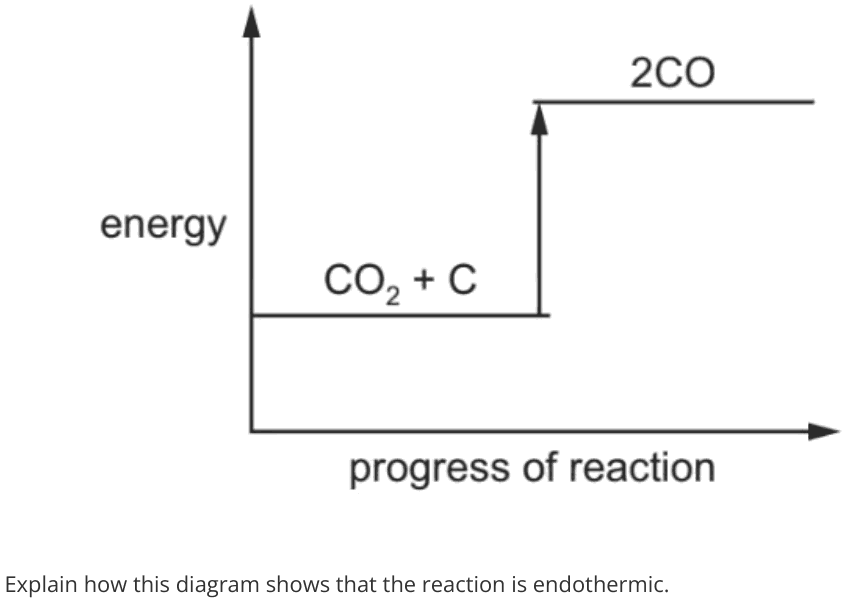 2CO
energy
CO₂ + C
progress of reaction
Explain how this diagram shows that the reaction is endothermic.